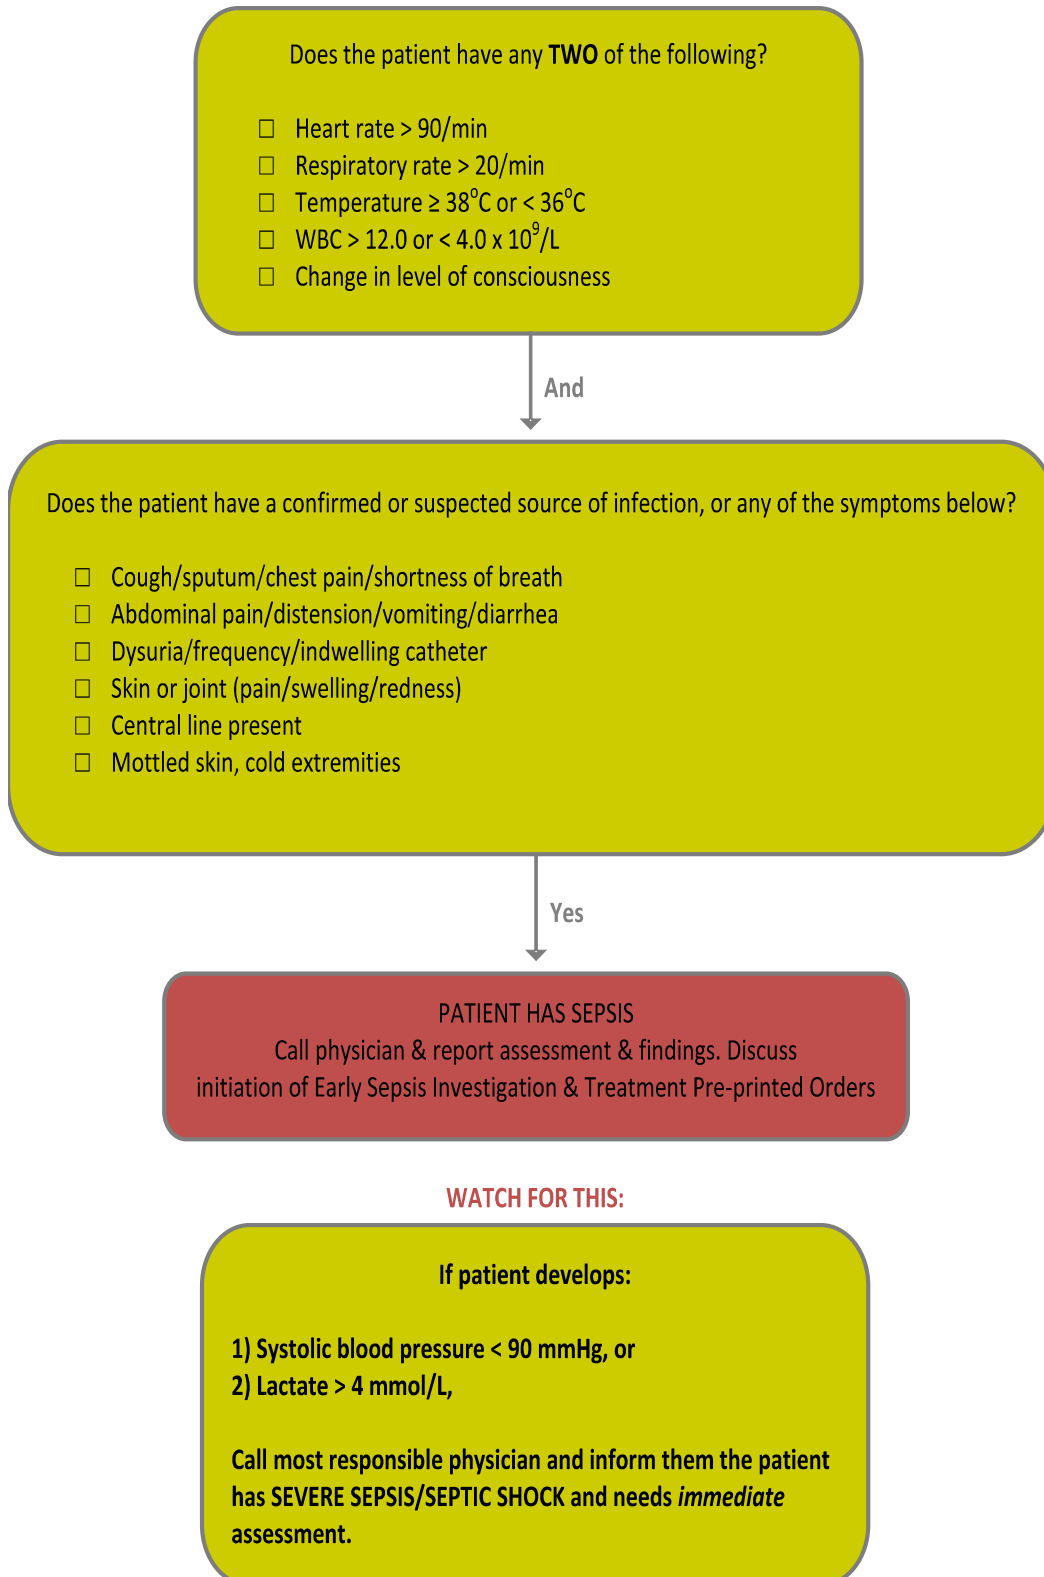 Does the patient have any TWO of the following?
☐ Heart rate > 90/min
☐ Respiratory rate > 20/min
☐ Temperature ≥ 38°C or < 36°C
☐ WBC > 12.0 or < 4.0 x 10⁹/L
☐ Change in level of consciousness
And
Does the patient have a confirmed or suspected source of infection, or any of the symptoms below?
☐ Cough/sputum/chest pain/shortness of breath
☐ Abdominal pain/distension/vomiting/diarrhea
☐ Dysuria/frequency/indwelling catheter
☐ Skin or joint (pain/swelling/redness)
☐ Central line present
☐ Mottled skin, cold extremities
Yes
PATIENT HAS SEPSIS
Call physician & report assessment & findings. Discuss
initiation of Early Sepsis Investigation & Treatment Pre-printed Orders
WATCH FOR THIS:
If patient develops:
1) Systolic blood pressure < 90 mmHg, or
2) Lactate > 4 mmol/L,
Call most responsible physician and inform them the patient
has SEVERE SEPSIS/SEPTIC SHOCK and needs immediate
assessment.